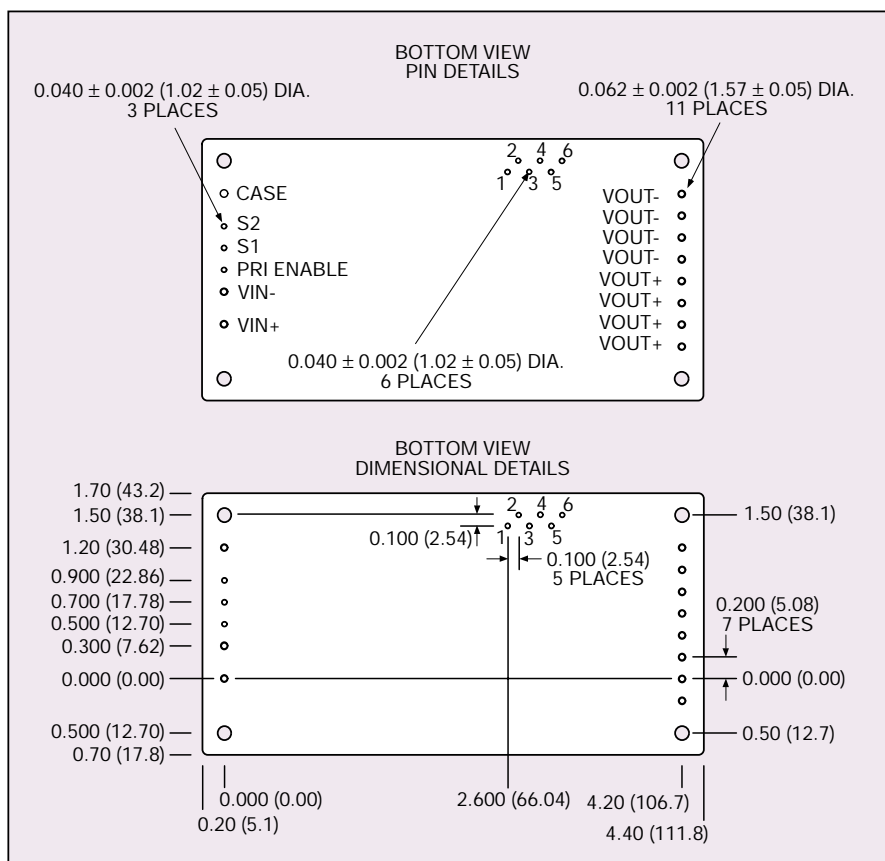 BOTTOM VIEW
PIN DETAILS
0.040 ± 0.002 (1.02 ± 0.05) DIA.
3 PLACES
0.062 ± 0.002 (1.57 ± 0.05) DIA.
11 PLACES
2 4 6
1 3 5
CASE
S2
S1
PRI ENABLE
VIN-
VIN+
VOUT-
VOUT-
VOUT-
VOUT-
VOUT+
VOUT+
VOUT+
VOUT+
0.040 ± 0.002 (1.02 ± 0.05) DIA.
6 PLACES
BOTTOM VIEW
DIMENSIONAL DETAILS
1.70 (43.2)
1.50 (38.1)
1.20 (30.48)
0.900 (22.86)
0.700 (17.78)
0.500 (12.70)
0.300 (7.62)
0.000 (0.00)
0.500 (12.70)
0.70 (17.8)
2 4 6
1 3 5
0.100 (2.54)
0.100 (2.54)
5 PLACES
1.50 (38.1)
0.200 (5.08)
7 PLACES
0.000 (0.00)
0.50 (12.7)
0.000 (0.00)
0.20 (5.1)
2.600 (66.04)
4.20 (106.7)
4.40 (111.8)